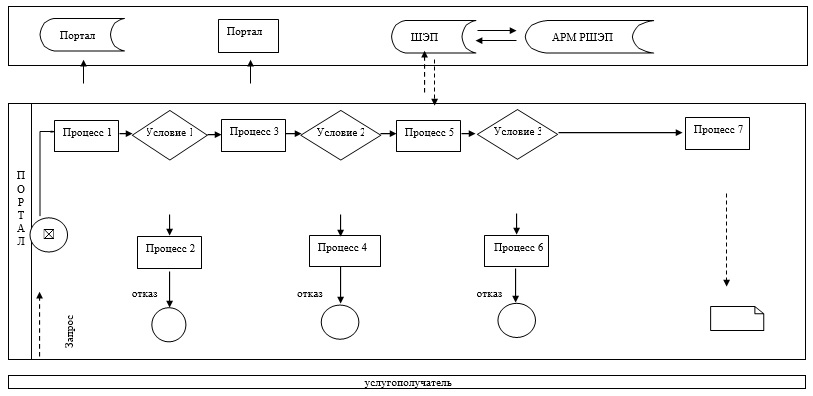 Портал
Портал
ШЭП
АРМ РШЭП
ПОРТАЛ
Процесс 1
Условие 1
Процесс 3
Условие 2
Процесс 5
Условие 3
Процесс 7
Процесс 2
Процесс 4
Процесс 6
отказ
отказ
отказ
Запрос
услугополучатель